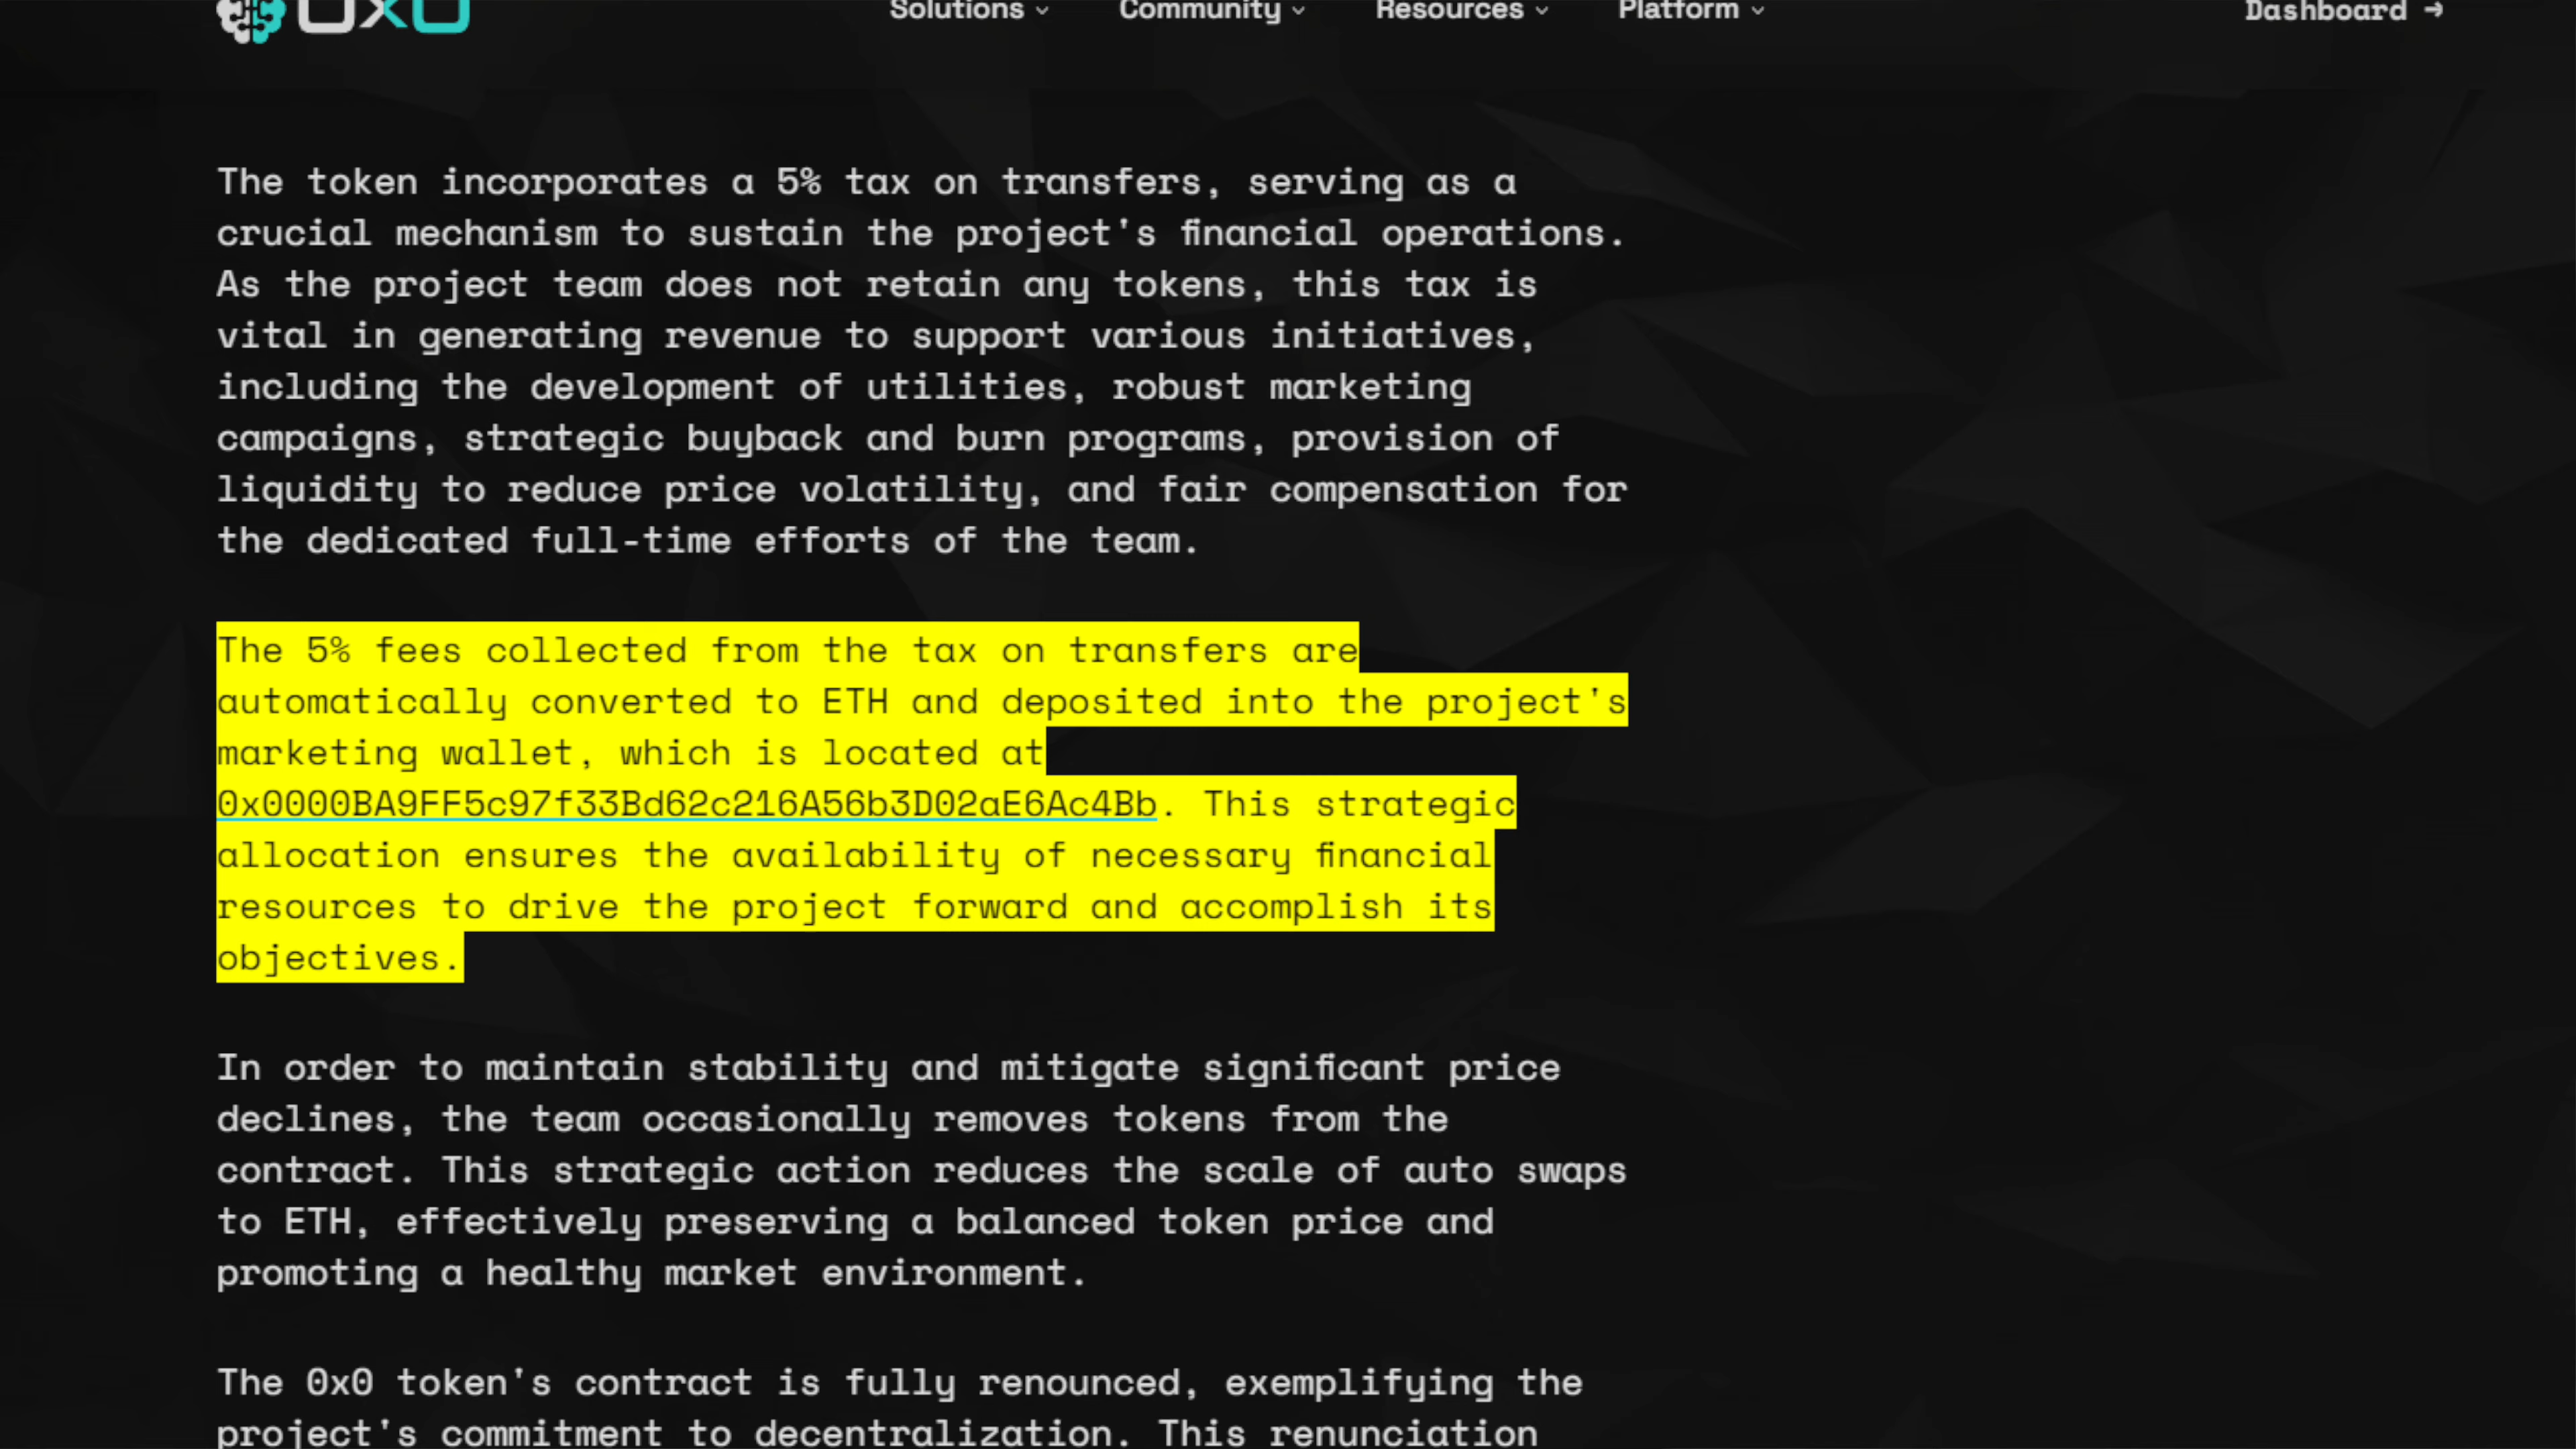 0x0
Solutions
Community
Resources
Platform
Dashboard →
The token incorporates a 5% tax on transfers, serving as a
crucial mechanism to sustain the project's financial operations.
As the project team does not retain any tokens, this tax is
vital in generating revenue to support various initiatives,
including the development of utilities, robust marketing
campaigns, strategic buyback and burn programs, provision of
liquidity to reduce price volatility, and fair compensation for
the dedicated full-time efforts of the team.
The 5% fees collected from the tax on transfers are
automatically converted to ETH and deposited into the project's
marketing wallet, which is located at
0x0000BA9FF5c97f33Bd62c216A56b3D02aE6Ac4Bb. This strategic
allocation ensures the availability of necessary financial
resources to drive the project forward and accomplish its
objectives.
In order to maintain stability and mitigate significant price
declines, the team occasionally removes tokens from the
contract. This strategic action reduces the scale of auto swaps
to ETH, effectively preserving a balanced token price and
promoting a healthy market environment.
The 0x0 token's contract is fully renounced, exemplifying the
project's commitment to decentralization. This renunciation